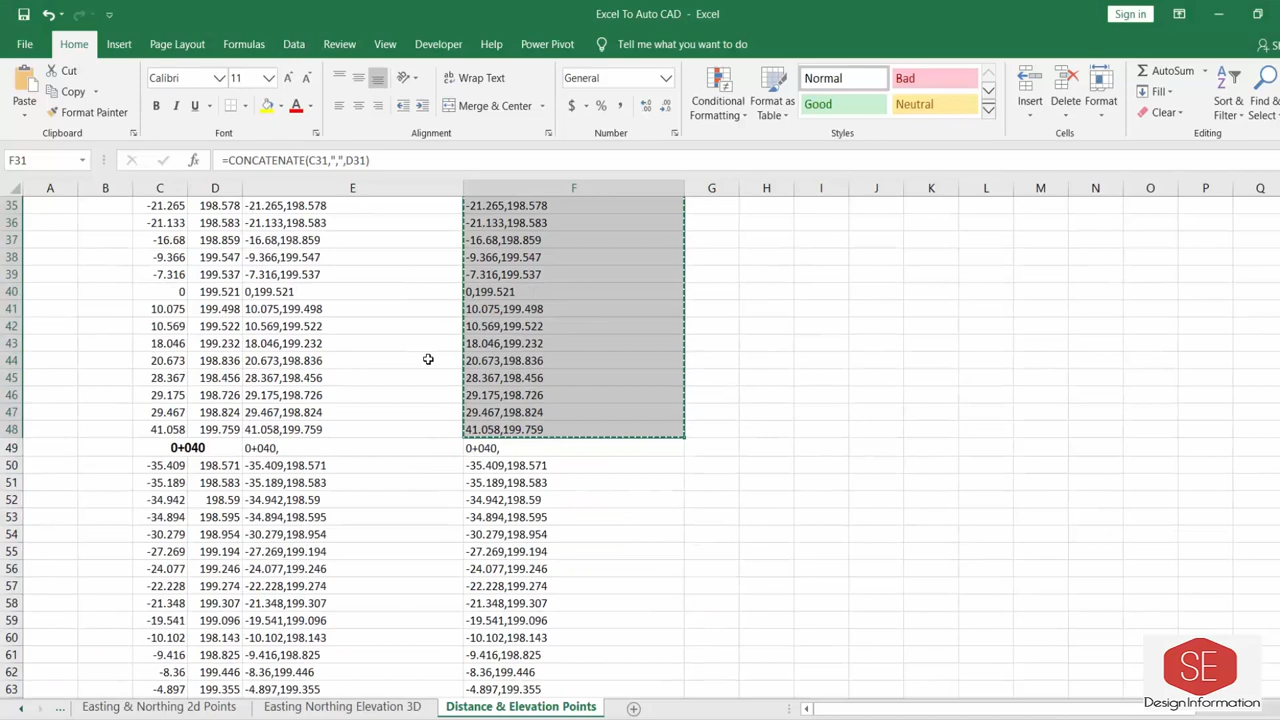 Excel To Auto CAD - Excel
Sign in
File Home Insert Page Layout Formulas Data Review View Developer Help Power Pivot Tell me what you want to do
Paste
Cut
Copy
Format Painter
Clipboard
Calibri 11
B I U
Font
Wrap Text
Merge & Center
Alignment
General
$ % ,
Number
Conditional Formatting
Format as Table
Normal Bad
Good Neutral
Styles
Insert Delete Format
Cells
AutoSum
Fill
Clear
Sort & Filter
Find &
Editing
F31 fx =CONCATENATE(C31,",",D31)
A B C D E F G H I J K L M N O P Q
35 -21.265 198.578 -21.265,198.578 -21.265,198.578
36 -21.133 198.583 -21.133,198.583 -21.133,198.583
37 -16.68 198.859 -16.68,198.859 -16.68,198.859
38 -9.366 199.547 -9.366,199.547 -9.366,199.547
39 -7.316 199.537 -7.316,199.537 -7.316,199.537
40 0 199.521 0,199.521 0,199.521
41 10.075 199.498 10.075,199.498 10.075,199.498
42 10.569 199.522 10.569,199.522 10.569,199.522
43 18.046 199.232 18.046,199.232 18.046,199.232
44 20.673 198.836 20.673,198.836 20.673,198.836
45 28.367 198.456 28.367,198.456 28.367,198.456
46 29.175 198.726 29.175,198.726 29.175,198.726
47 29.467 198.824 29.467,198.824 29.467,198.824
48 41.058 199.759 41.058,199.759 41.058,199.759
49 0+040 0+040, 0+040,
50 -35.409 198.571 -35.409,198.571 -35.409,198.571
51 -35.189 198.583 -35.189,198.583 -35.189,198.583
52 -34.942 198.59 -34.942,198.59 -34.942,198.59
53 -34.894 198.595 -34.894,198.595 -34.894,198.595
54 -30.279 198.954 -30.279,198.954 -30.279,198.954
55 -27.269 199.194 -27.269,199.194 -27.269,199.194
56 -24.077 199.246 -24.077,199.246 -24.077,199.246
57 -22.228 199.274 -22.228,199.274 -22.228,199.274
58 -21.348 199.307 -21.348,199.307 -21.348,199.307
59 -19.541 199.096 -19.541,199.096 -19.541,199.096
60 -10.102 198.143 -10.102,198.143 -10.102,198.143
61 -9.416 198.825 -9.416,198.825 -9.416,198.825
62 -8.36 199.446 -8.36,199.446 -8.36,199.446
63 -4.897 199.355 -4.897,199.355 -4.897,199.355
SE
Design Information
... Easting & Northing 2d Points Easting Northing Elevation 3D Distance & Elevation Points